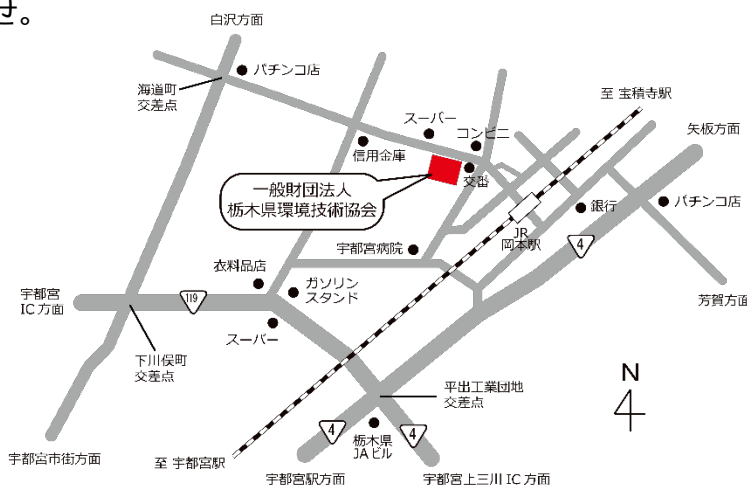 せ。
白沢方面
パチンコ店
海道町
交差点
至 宝積寺駅
スーパー
コンビニ
矢板方面
信用金庫
交番
一般財団法人
栃木県環境技術協会
銀行
パチンコ店
JR
岡本駅
宇都宮病院
4
衣料品店
ガソリン
スタンド
宇都宮
IC 方面
119
芳賀方面
スーパー
下川俣町
交差点
N
平出工業団地
交差点
4
4
栃木県
JAビル
宇都宮市街方面
至 宇都宮駅
宇都宮駅方面
宇都宮上三川 IC 方面